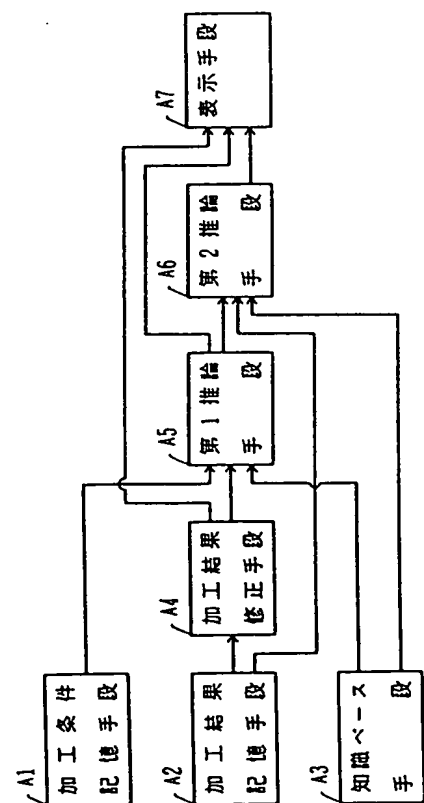 A1
加工条件
記憶手段
A2
加工結果
記憶手段
A3
知識ベース
手段
A4
加工結果
修正手段
A5
第1推論
手段
A6
第2推論
手段
A7
表示手段